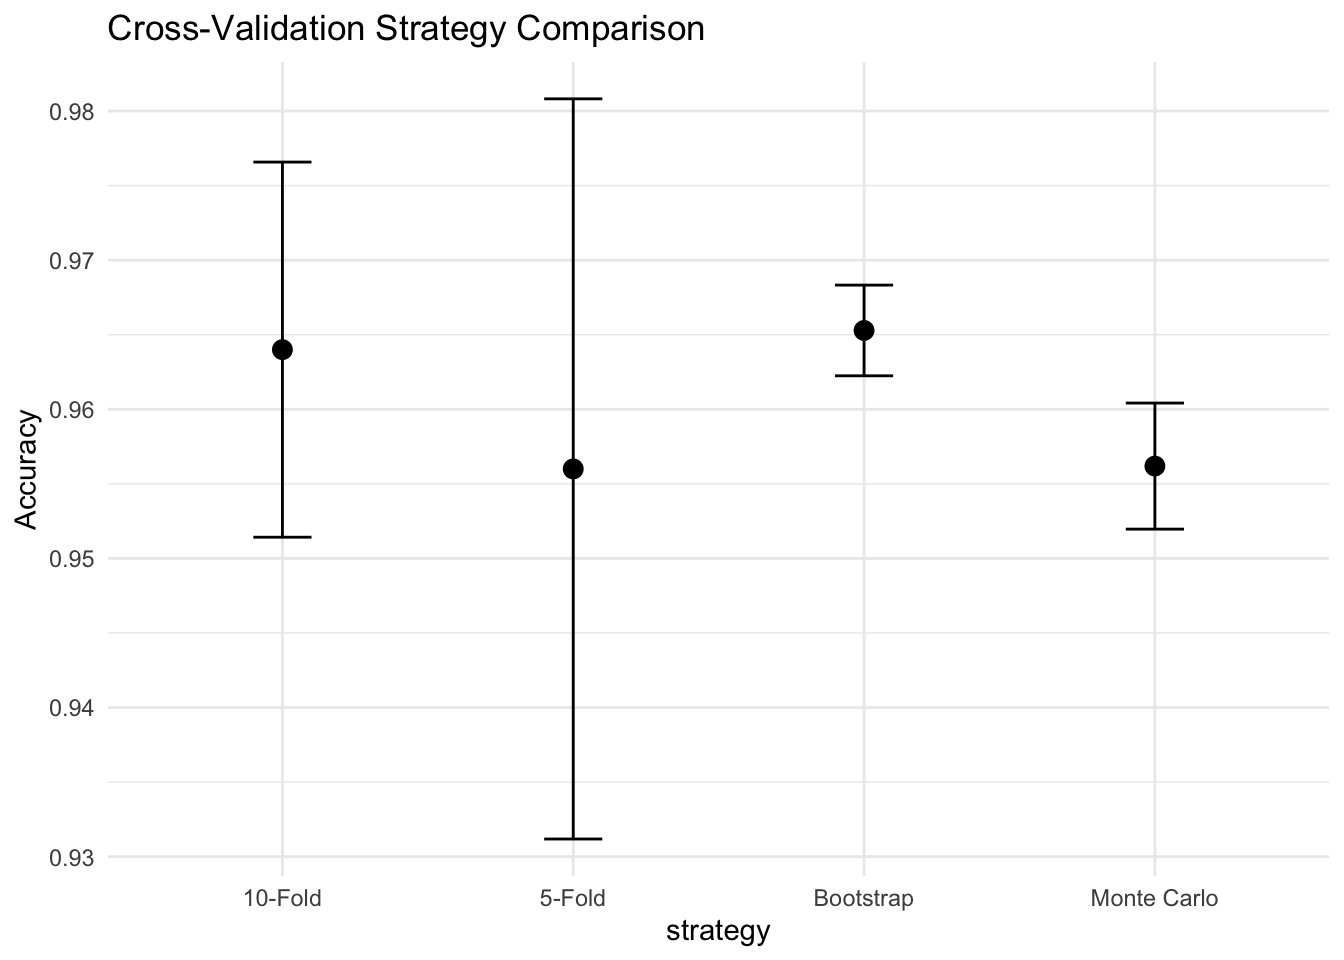 Cross-Validation Strategy Comparison
0.98
0.97
0.96
0.95
0.94
0.93
Accuracy
10-Fold 5-Fold Bootstrap Monte Carlo
strategy